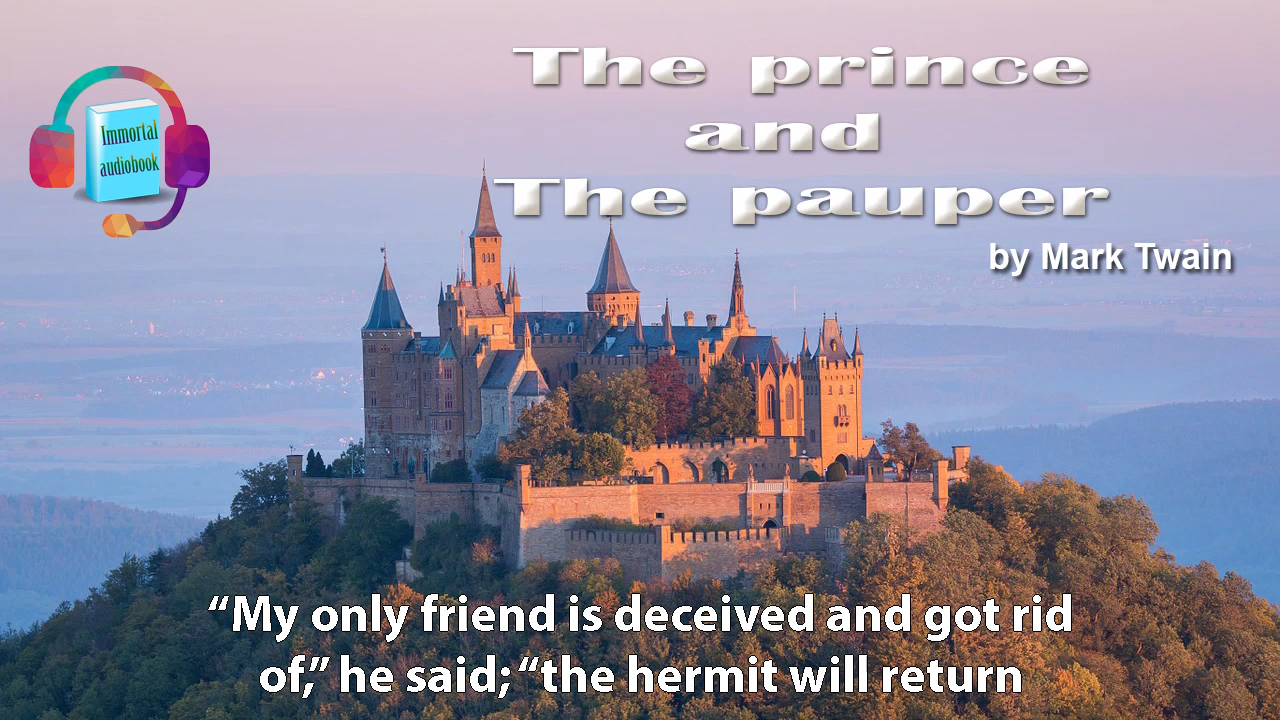 Immortal
audiobook
The prince
and
The pauper
by Mark Twain
“My only friend is deceived and got rid
of,” he said; “the hermit will return